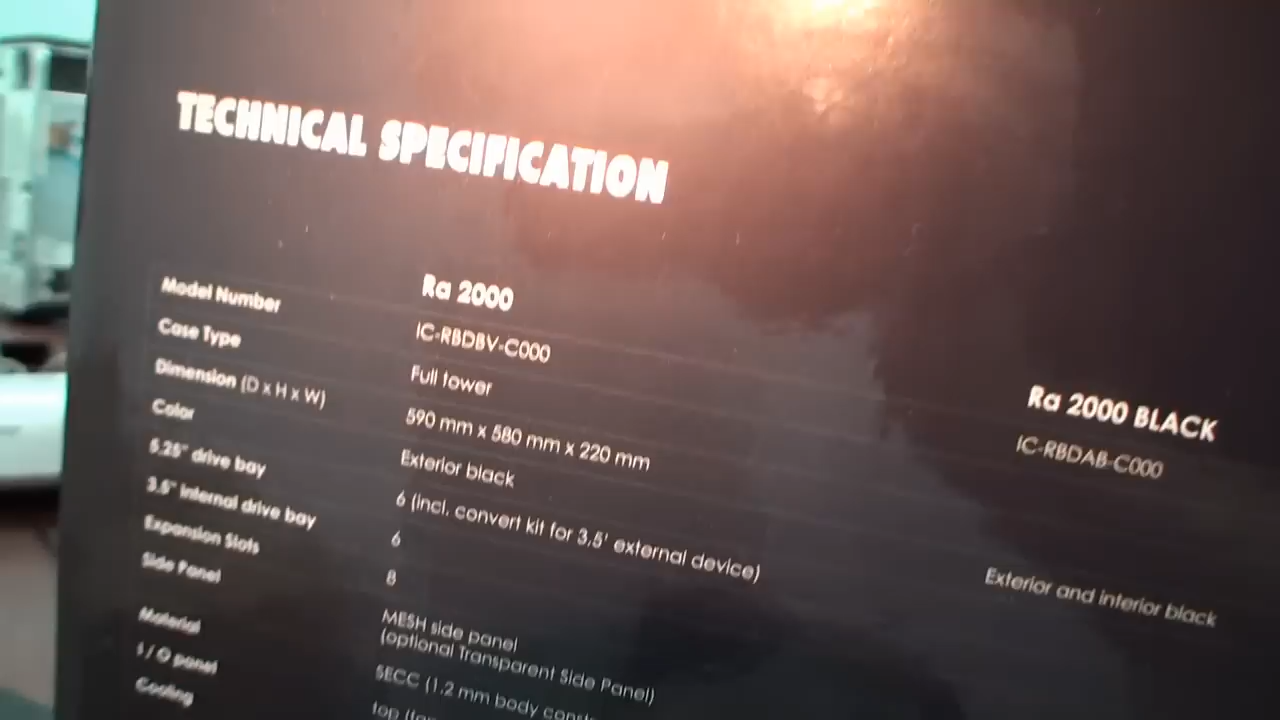 TECHNICAL SPECIFICATION
Ra 2000
Ra 2000 BLACK
Model Number IC-RBDBV-C000 IC-RBDAB-C000
Case Type Full tower
Dimension (D x H x W) 590 mm x 580 mm x 220 mm
Color Exterior black Exterior and interior black
5.25" drive bay 6 (incl. convert kit for 3,5' external device)
3,5" internal drive bay 6
Expansion Slots 8
Side Panel MESH side panel
(optional Transparent Side Panel)
Material SECC (1.2 mm body
I / O panel top
Cooling